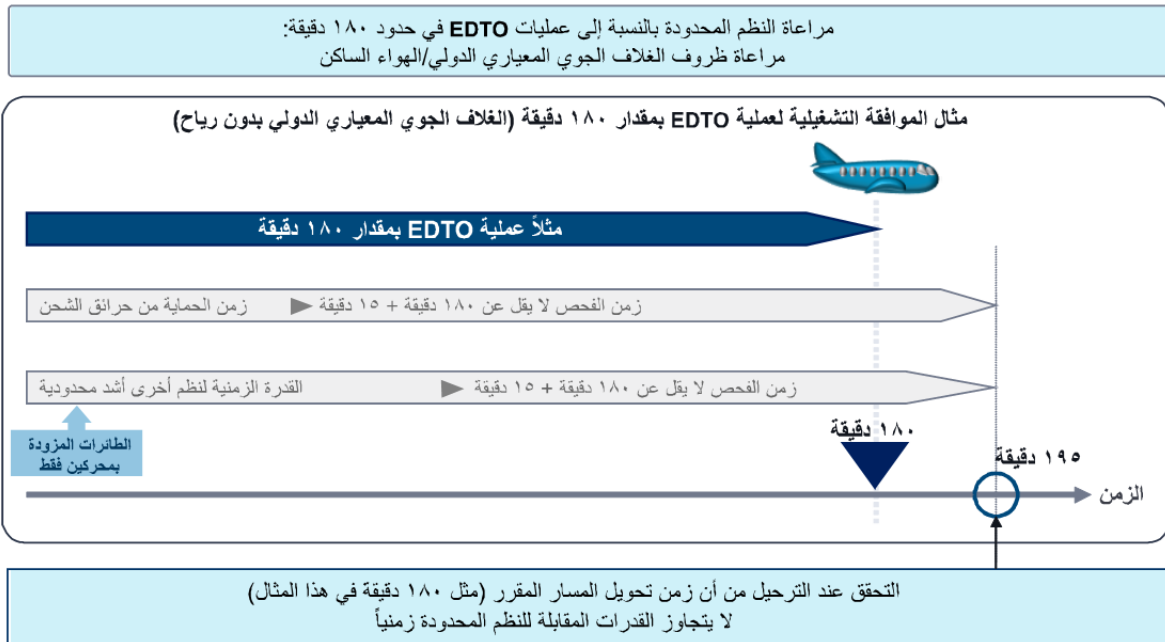 مراعاة النظم المحدودة بالنسبة إلى عمليات EDTO في حدود ١٨٠ دقيقة:
مراعاة ظروف الغلاف الجوي المعياري الدولي/الهواء الساكن
مثال الموافقة التشغيلية لعملية EDTO بمقدار ١٨٠ دقيقة (الغلاف الجوي المعياري الدولي بدون رياح)
مثلاً عملية EDTO بمقدار ١٨٠ دقيقة
زمن الفحص لا يقل عن ١٨٠ دقيقة + ١٥ دقيقة ► زمن الحماية من حرائق الشحن
زمن الفحص لا يقل عن ١٨٠ دقيقة + ١٥ دقيقة ► القدرة الزمنية لنظم أخرى أشد محدودية
١٨٠ دقيقة
الطائرات المزودة
بمحركين فقط
١٩٥ دقيقة
الزمن
التحقق عند الترحيل من أن زمن تحويل المسار المقرر (مثل ١٨٠ دقيقة في هذا المثال)
لا يتجاوز القدرات المقابلة للنظم المحدودة زمنياً